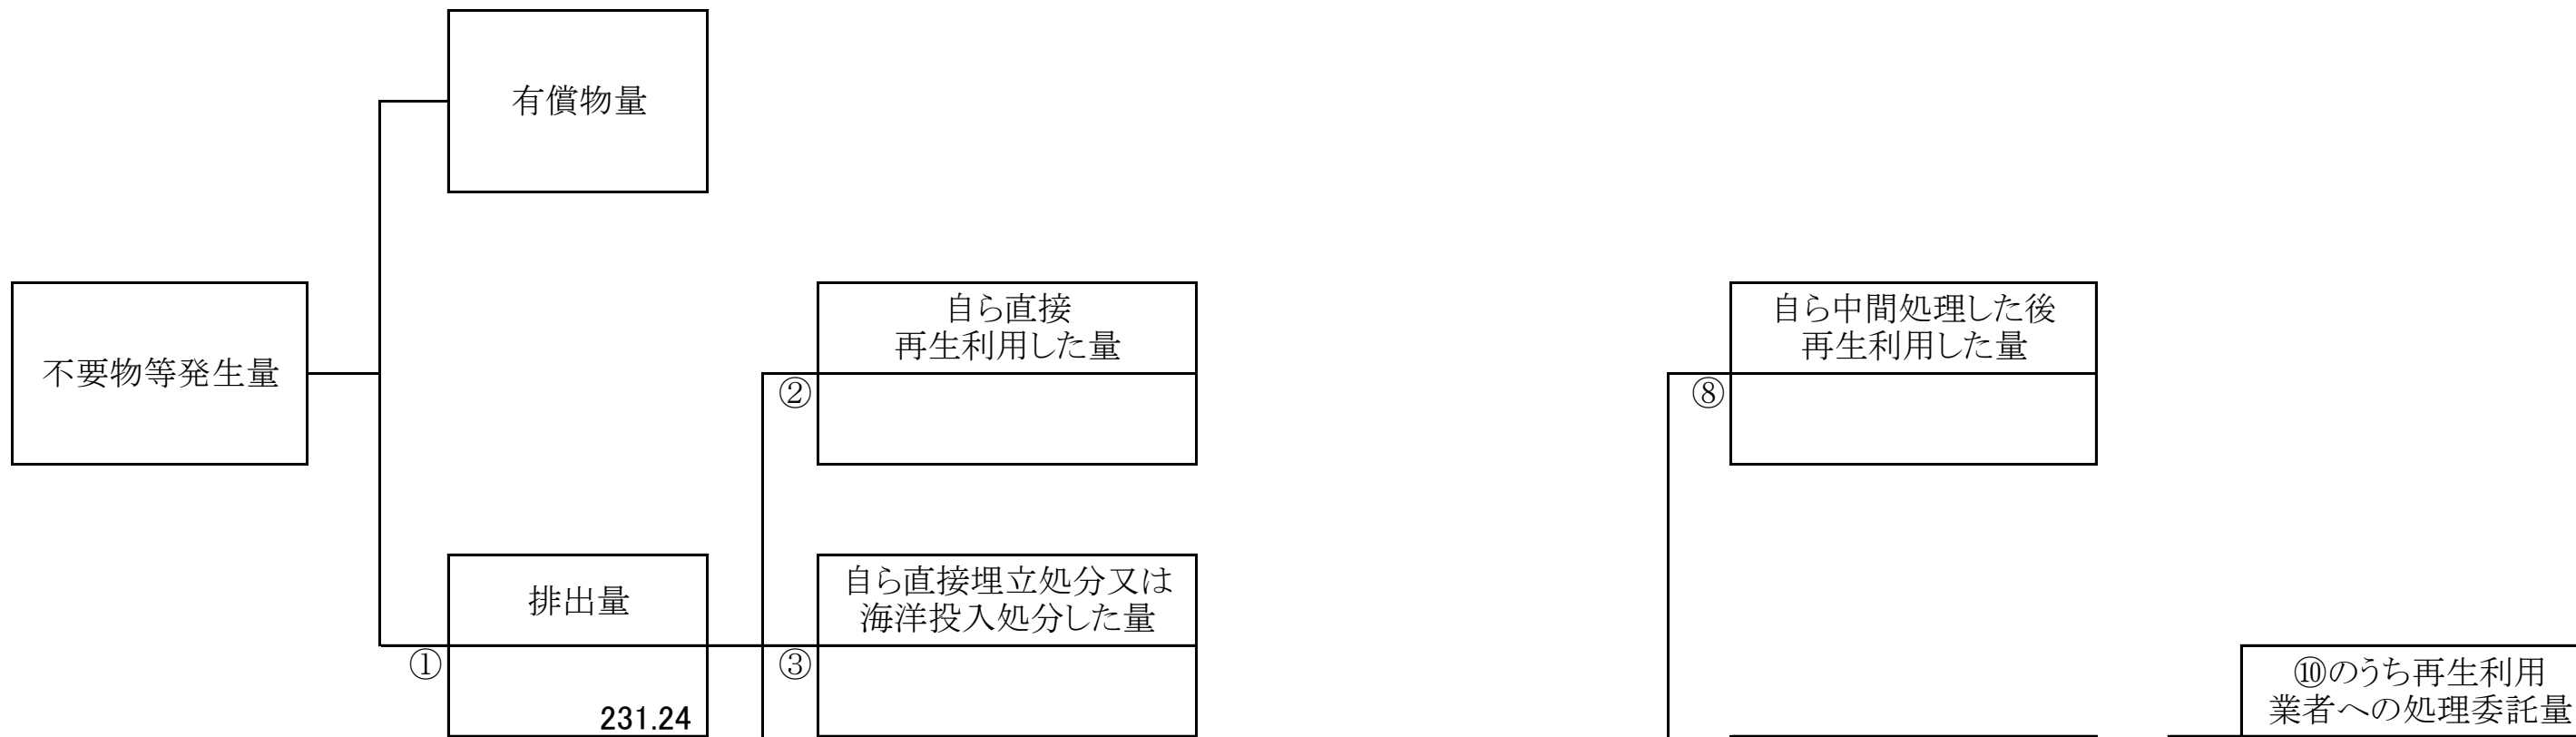 有償物量
不要物等発生量
自ら直接
再生利用した量
②
自ら中間処理した後
再生利用した量
⑧
排出量
①
231.24
自ら直接埋立処分又は
海洋投入処分した量
③
⑩のうち再生利用
業者への処理委託量